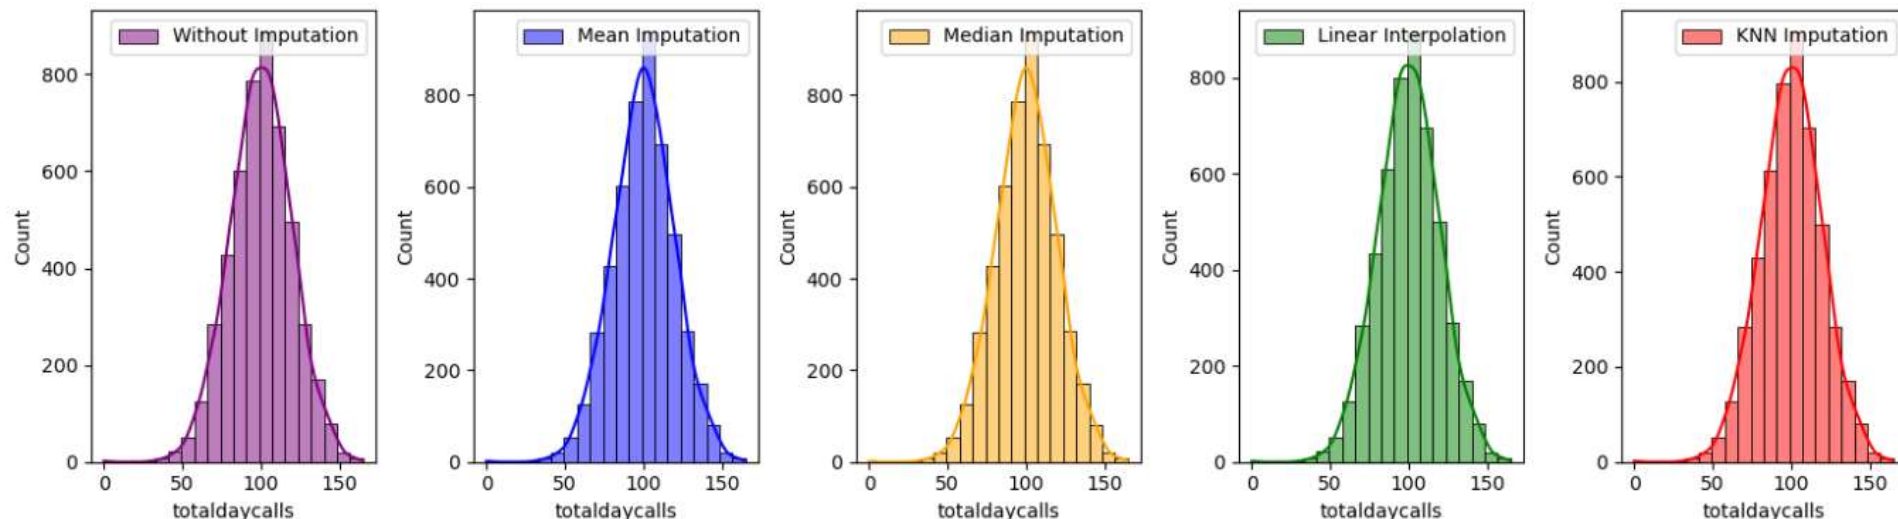 Without Imputation
Count
800
600
400
200
0
0 50 100 150
totaldaycalls
Mean Imputation
Count
800
600
400
200
0
0 50 100 150
totaldaycalls
Median Imputation
Count
800
600
400
200
0
0 50 100 150
totaldaycalls
Linear Interpolation
Count
800
600
400
200
0
0 50 100 150
totaldaycalls
KNN Imputation
Count
800
600
400
200
0
0 50 100 150
totaldaycalls